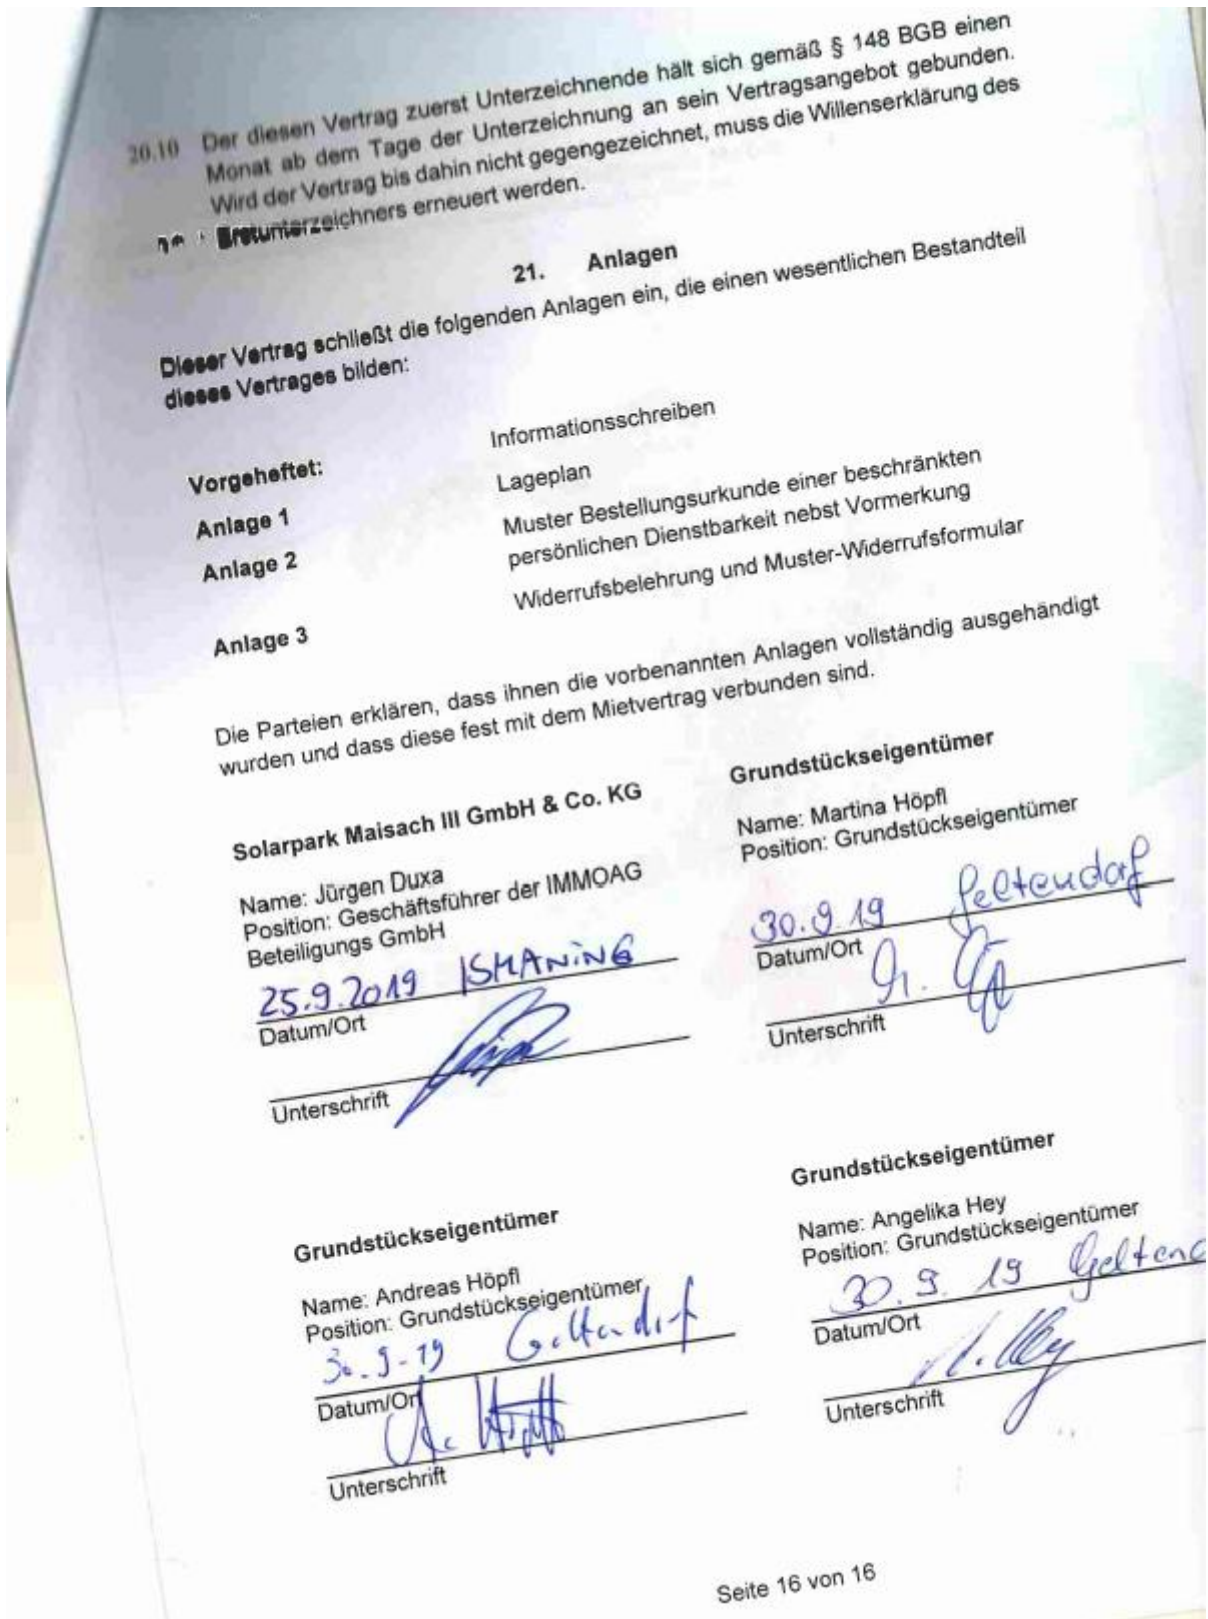 20.10 Der diesen Vertrag zuerst Unterzeichnende hält sich gemäß § 148 BGB einen
Monat ab dem Tage der Unterzeichnung an sein Vertragsangebot gebunden.
Wird der Vertrag bis dahin nicht gegengezeichnet, muss die Willenserklärung des
Erstunterzeichners erneuert werden.
21. Anlagen
Dieser Vertrag schließt die folgenden Anlagen ein, die einen wesentlichen Bestandteil
dieses Vertrages bilden:
Vorgeheftet: Informationsschreiben
Anlage 1 Lageplan
Anlage 2 Muster Bestellungsurkunde einer beschränkten
persönlichen Dienstbarkeit nebst Vormerkung
Anlage 3 Widerrufsbelehrung und Muster-Widerrufsformular
Die Parteien erklären, dass ihnen die vorbenannten Anlagen vollständig ausgehändigt
wurden und dass diese fest mit dem Mietvertrag verbunden sind.
Solarpark Maisach III GmbH & Co. KG
Name: Jürgen Duxa
Position: Geschäftsführer der IMMOAG
Beteiligungs GmbH
25.9.2019 ISMANING
Datum/Ort
Unterschrift
Grundstückseigentümer
Name: Martina Höpfl
Position: Grundstückseigentümer
30.9.19 Geltendorf
Datum/Ort
Unterschrift
Grundstückseigentümer
Name: Andreas Höpfl
Position: Grundstückseigentümer
30.9-19 Geltendorf
Datum/Ort
Unterschrift
Grundstückseigentümer
Name: Angelika Hey
Position: Grundstückseigentümer
30.9.19 Geltend
Datum/Ort
A. Hey
Unterschrift
Seite 16 von 16